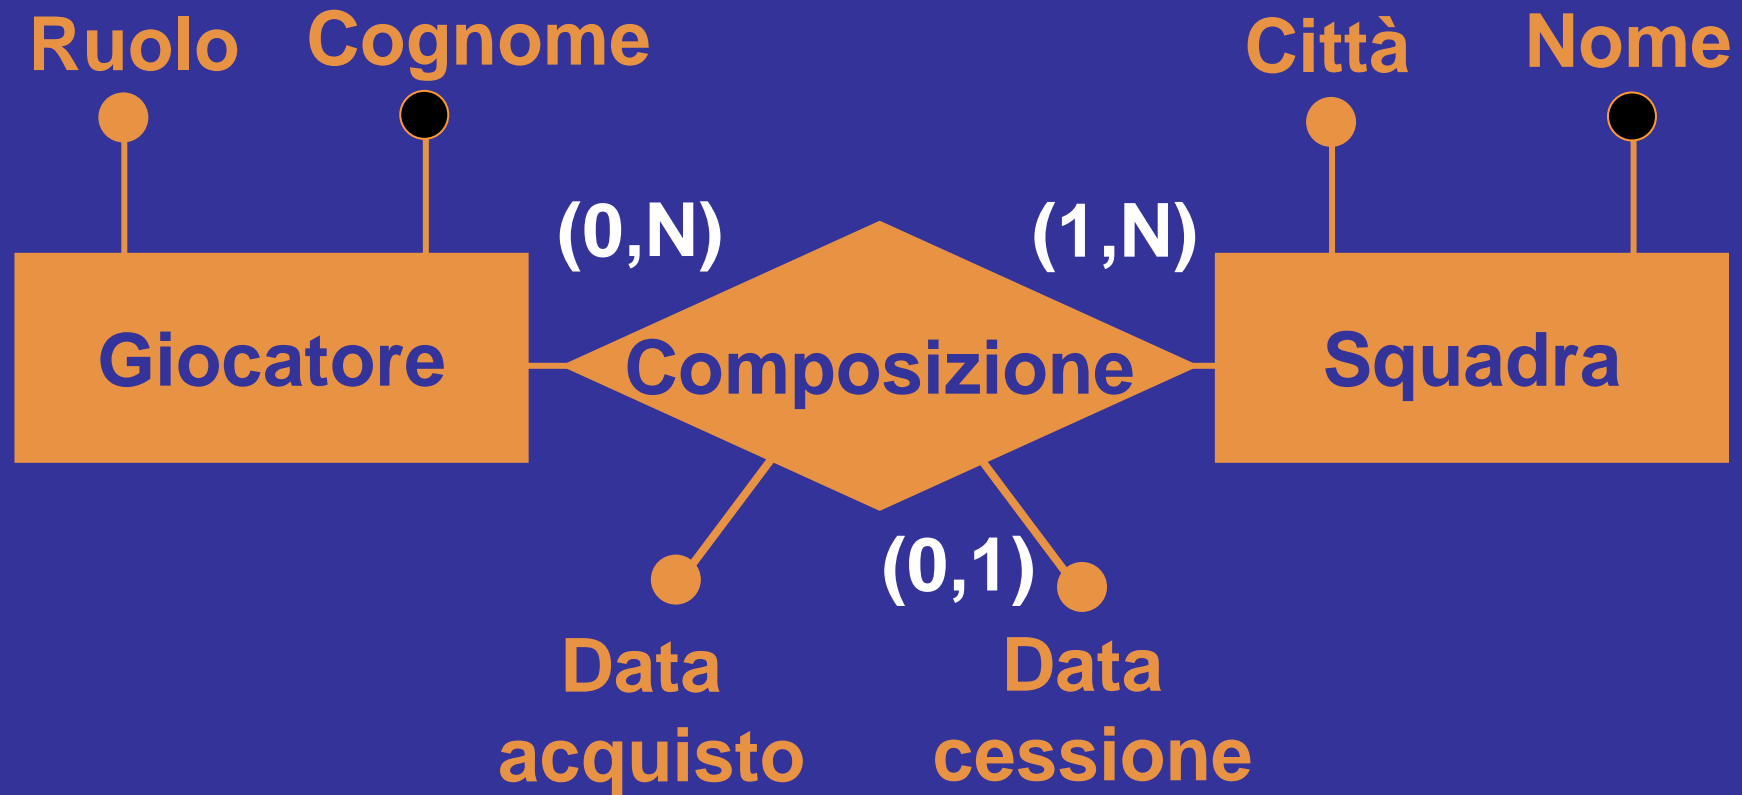 Ruolo
Cognome
Città
Nome
(0,N)
(1,N)
Giocatore
Composizione
Squadra
(0,1)
Data
acquisto
Data
cessione